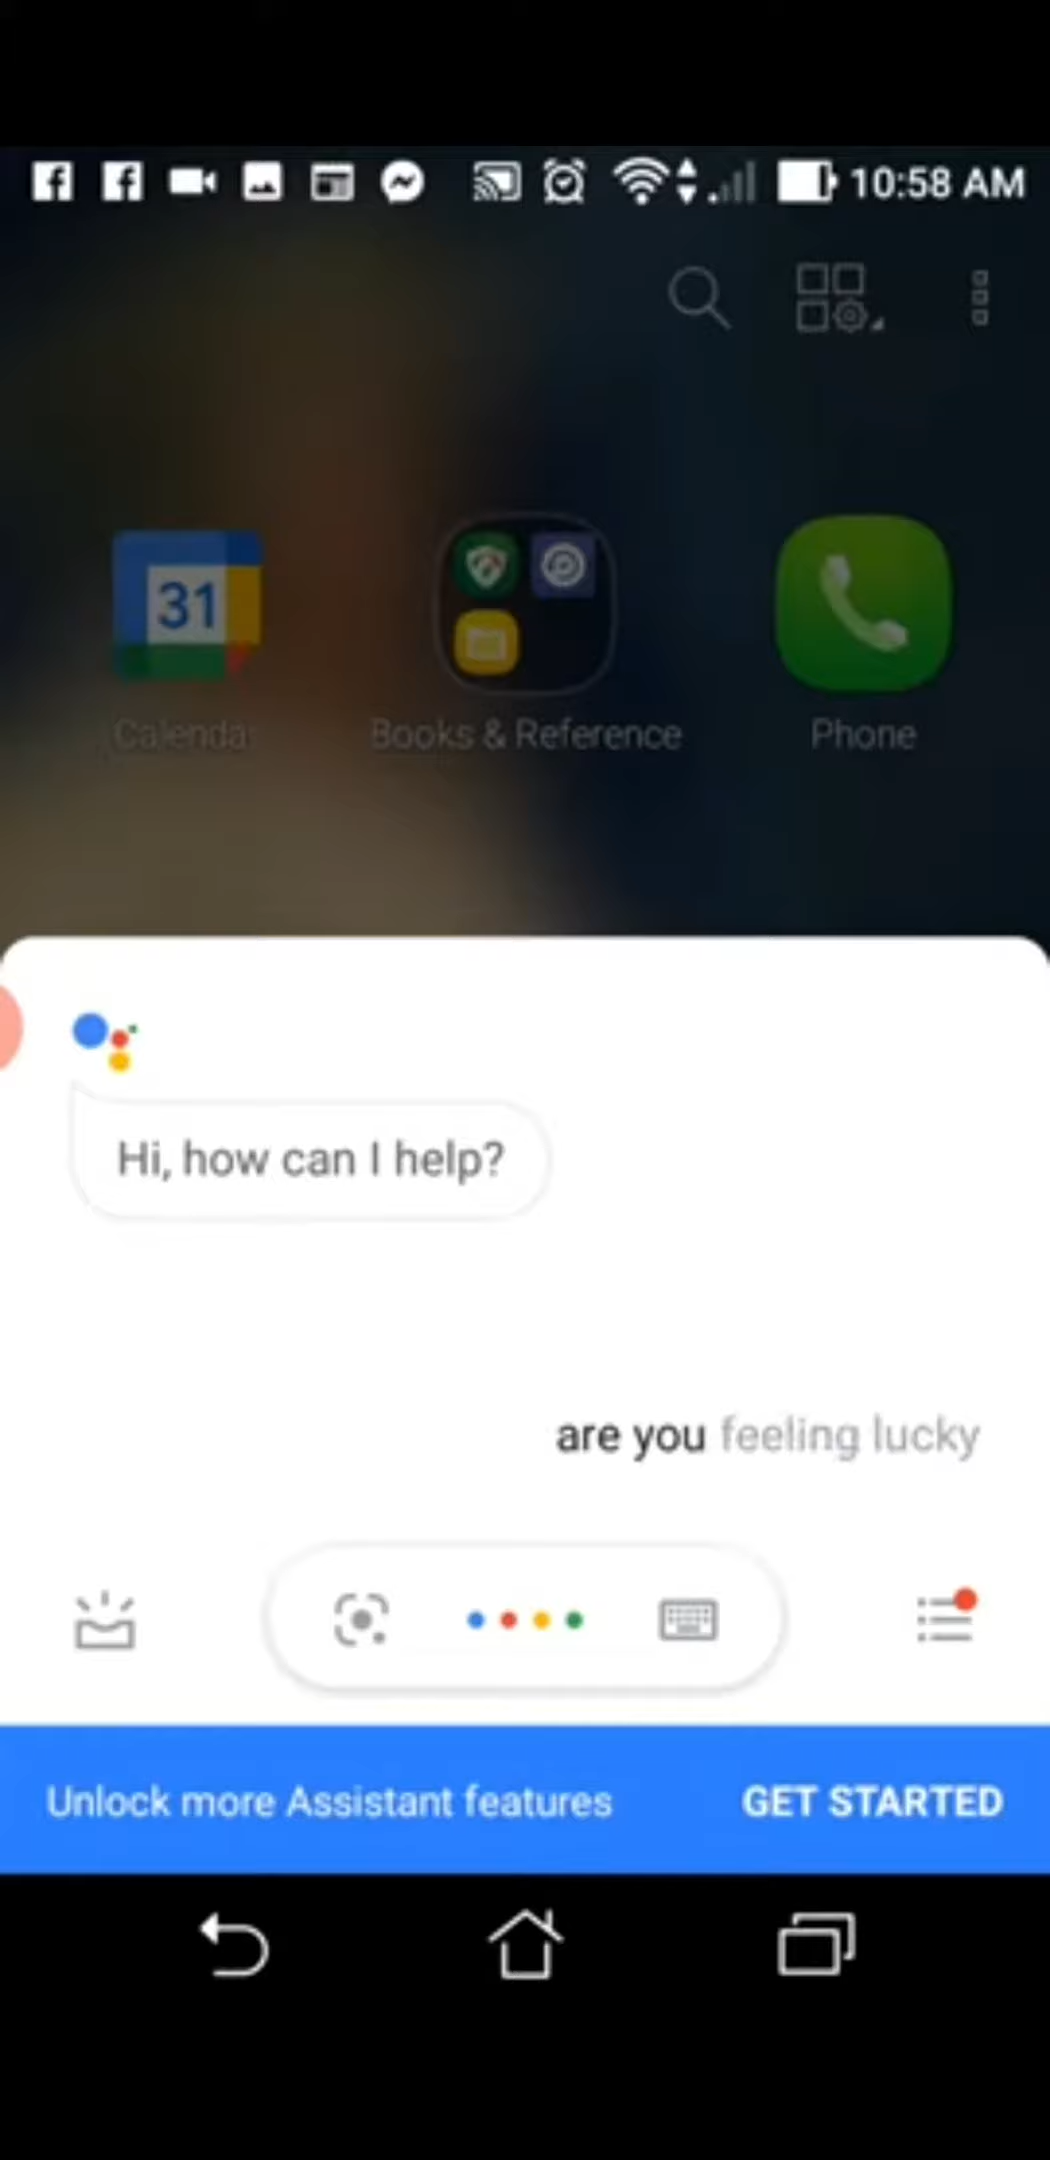 10:58 AM
31
Calendar
Books & Reference
Phone
Hi, how can I help?
are you feeling lucky
Unlock more Assistant features
GET STARTED